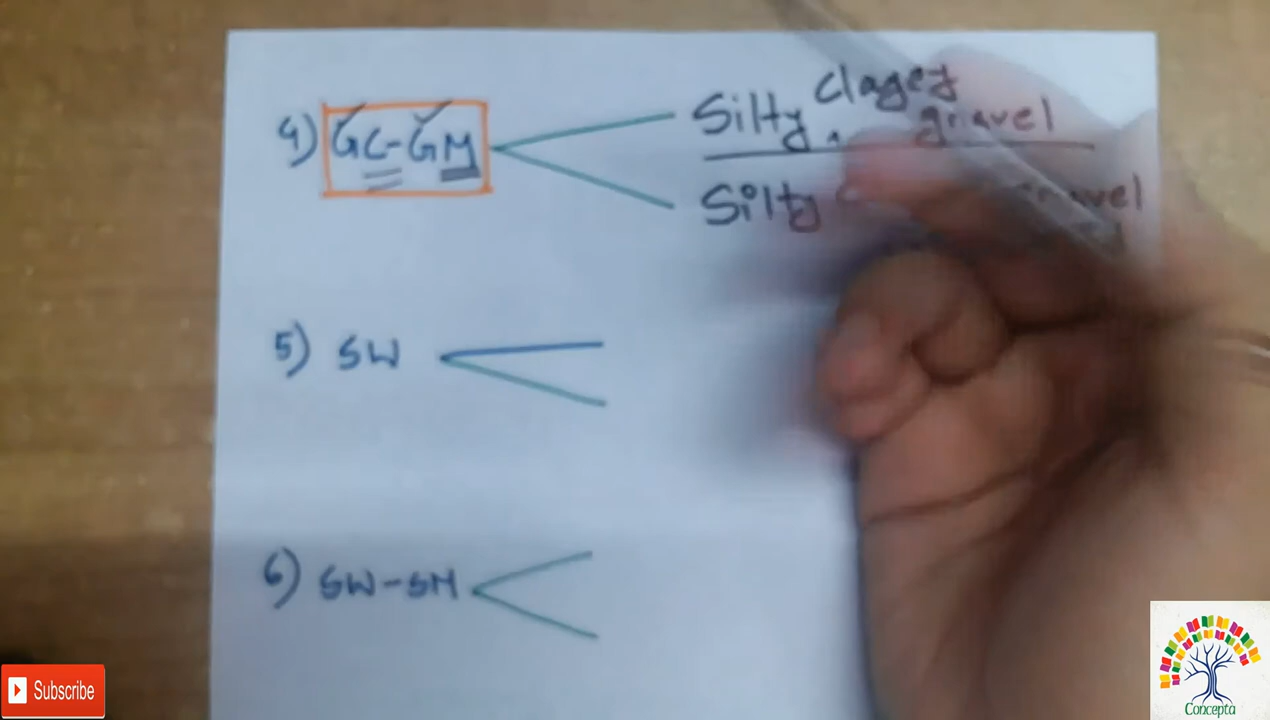 4) GC-GM
Silty clayey gravel
Silty gravel
5) SW
6) SW-SM
Subscribe
Concepta